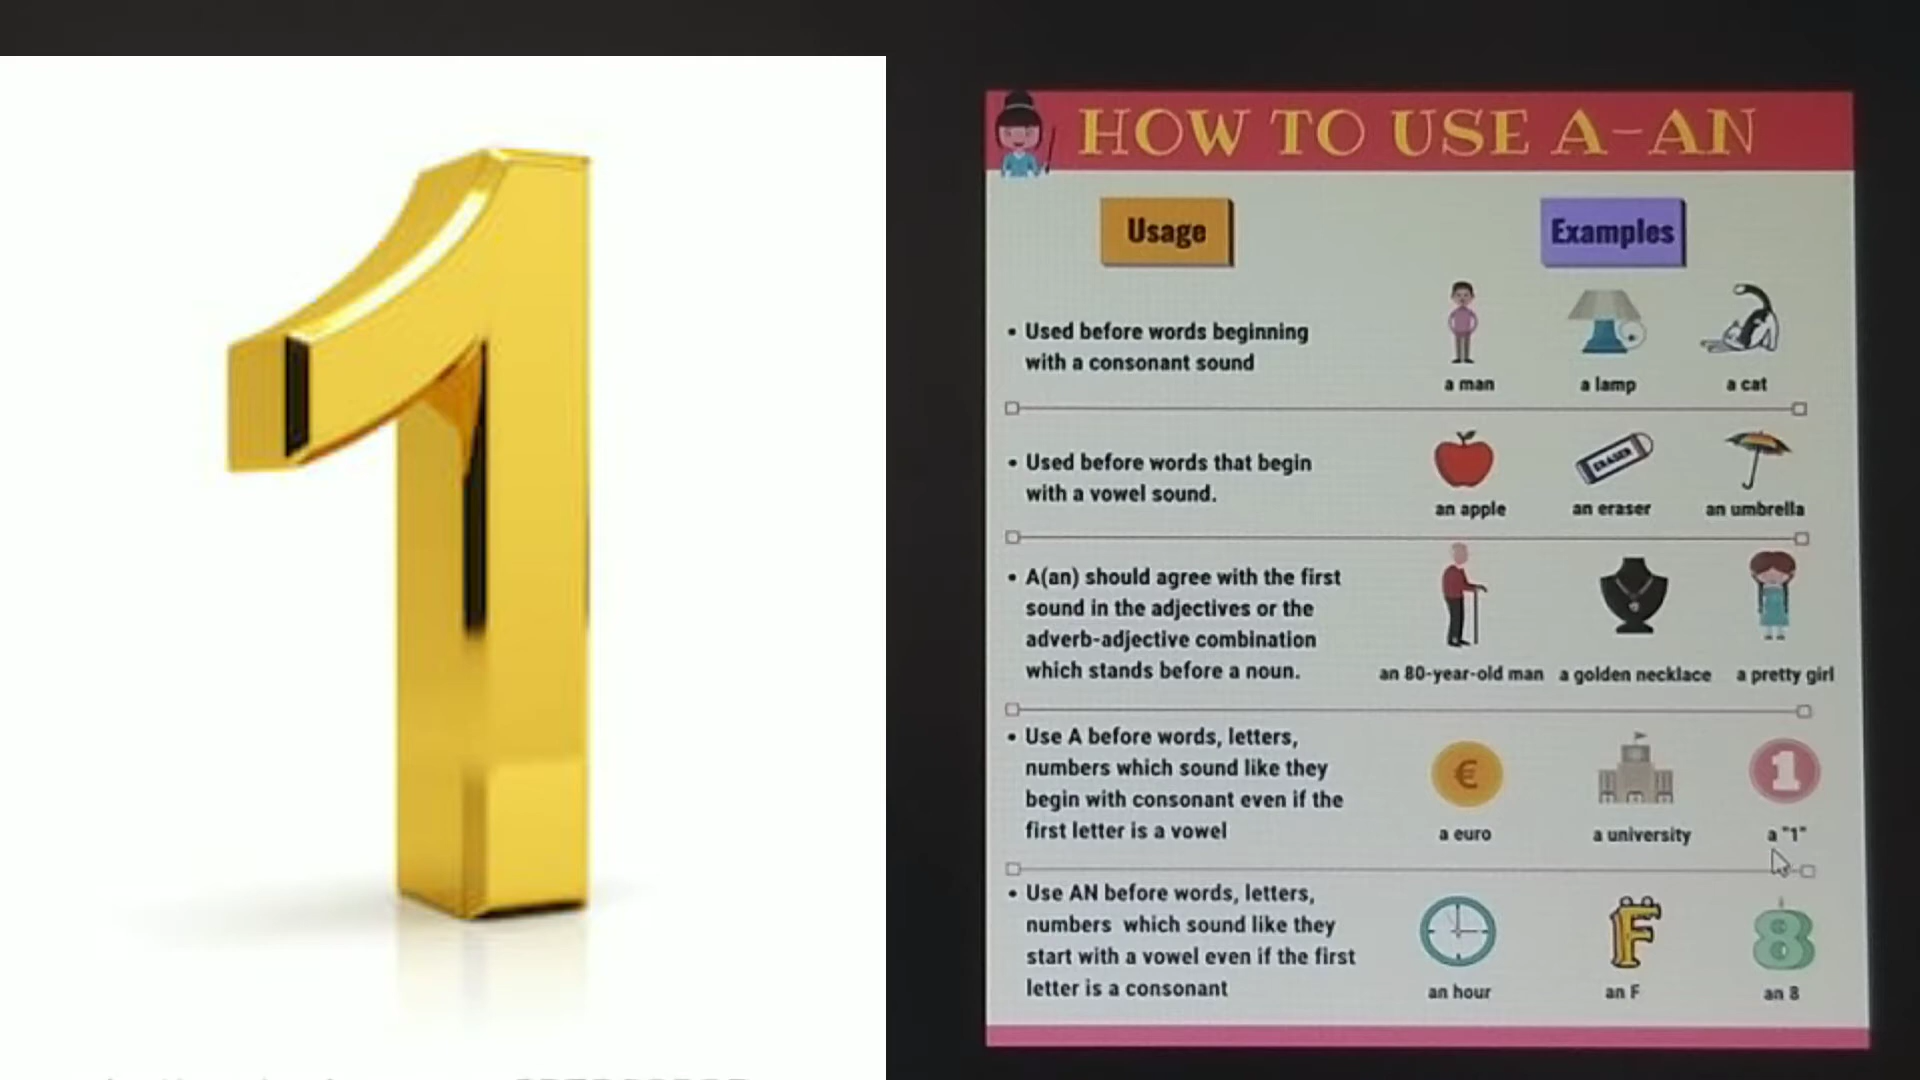 HOW TO USE A-AN
Usage
Examples
• Used before words beginning
with a consonant sound
a man
a lamp
a cat
• Used before words that begin
with a vowel sound.
ERASER
an apple
an eraser
an umbrella
• A(an) should agree with the first
sound in the adjectives or the
adverb-adjective combination
which stands before a noun.
an 80-year-old man
a golden necklace
a pretty girl
• Use A before words, letters,
numbers which sound like they
begin with consonant even if the
first letter is a vowel
€
1
a euro
a university
a "1"
• Use AN before words, letters,
numbers which sound like they
start with a vowel even if the first
letter is a consonant
F
8
an hour
an F
an 8
1